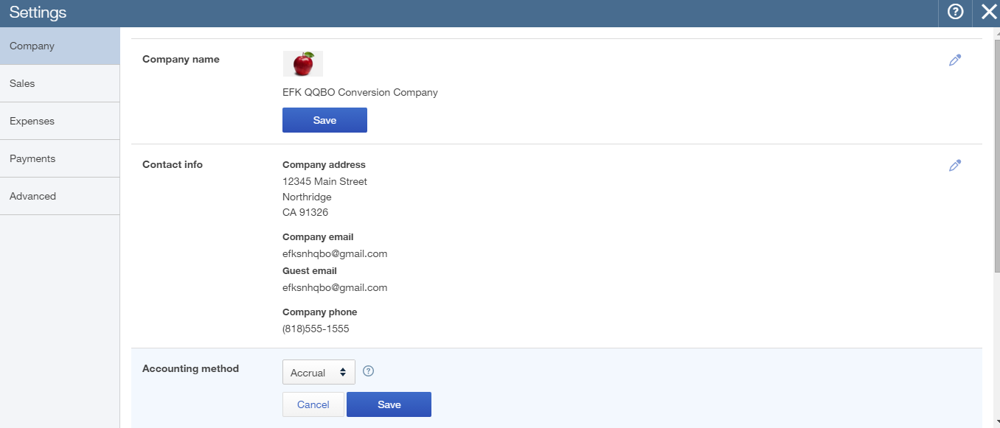 Settings
Company
Sales
Expenses
Payments
Advanced
Company name
EFK QQBO Conversion Company
Save
Contact info
Company address
12345 Main Street
Northridge
CA 91326
Company email
efksnhqbo@gmail.com
Guest email
efksnhqbo@gmail.com
Company phone
(818)555-1555
Accounting method
Accrual
?
Cancel Save